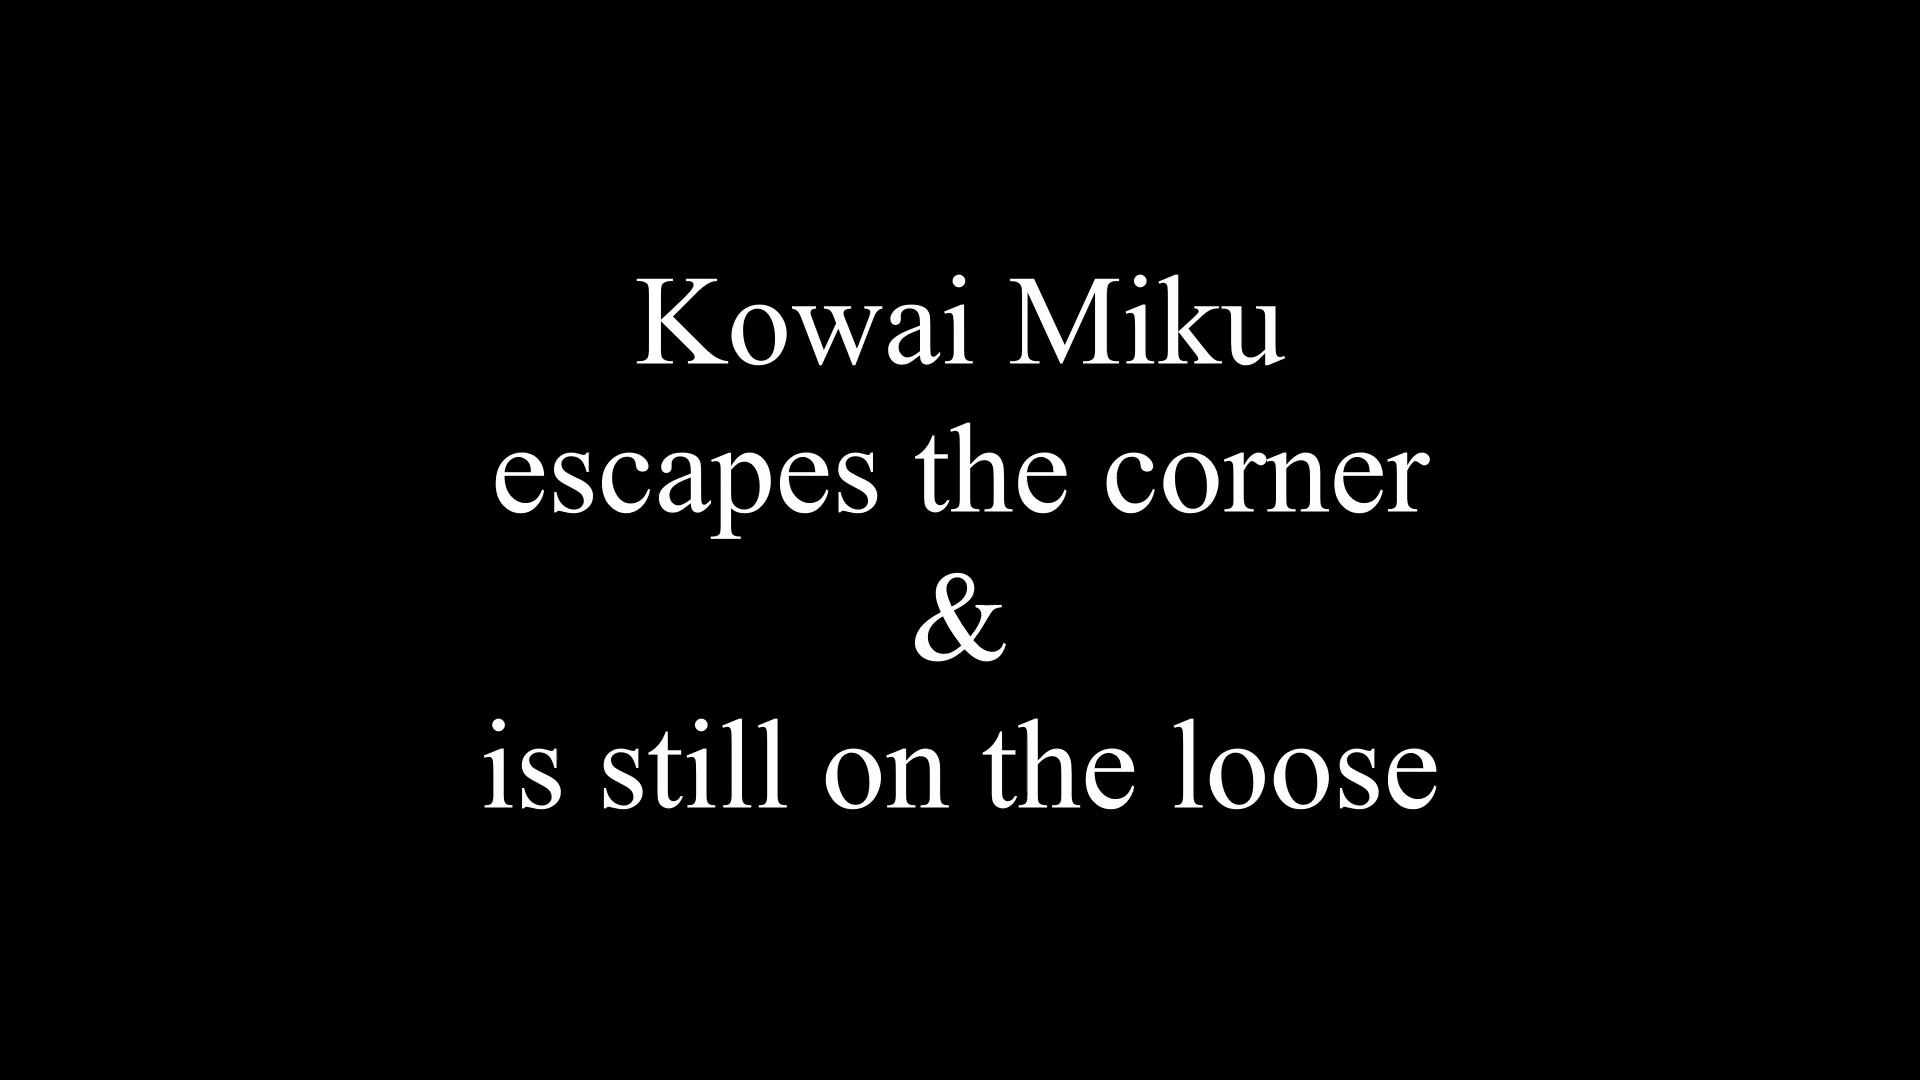 Kowai Miku
escapes the corner
&
is still on the loose